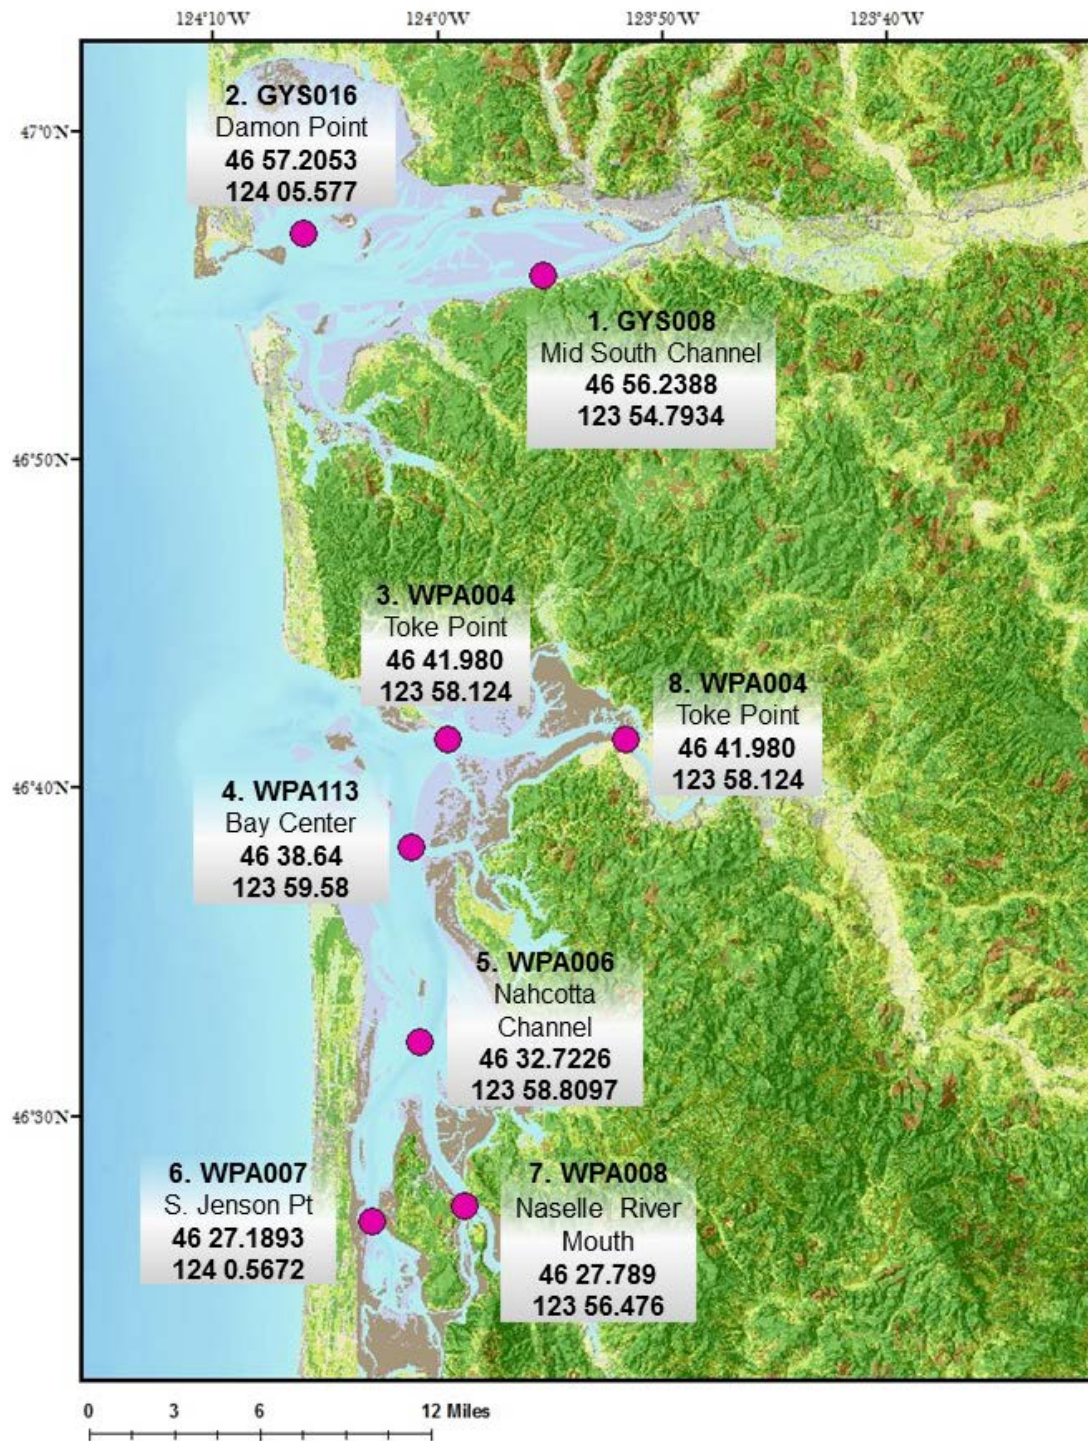 124°10'W 124°0'W 123°50'W 123°40'W
47°0'N
2. GYS016
Damon Point
46 57.2053
124 05.577
1. GYS008
Mid South Channel
46 56.2388
123 54.7934
46°50'N
3. WPA004
Toke Point
46 41.980
123 58.124
8. WPA004
Toke Point
46 41.980
123 58.124
46°40'N
4. WPA113
Bay Center
46 38.64
123 59.58
5. WPA006
Nahcotta
Channel
46 32.7226
123 58.8097
46°30'N
6. WPA007
S. Jenson Pt
46 27.1893
124 0.5672
7. WPA008
Naselle River
Mouth
46 27.789
123 56.476
0 3 6 12 Miles